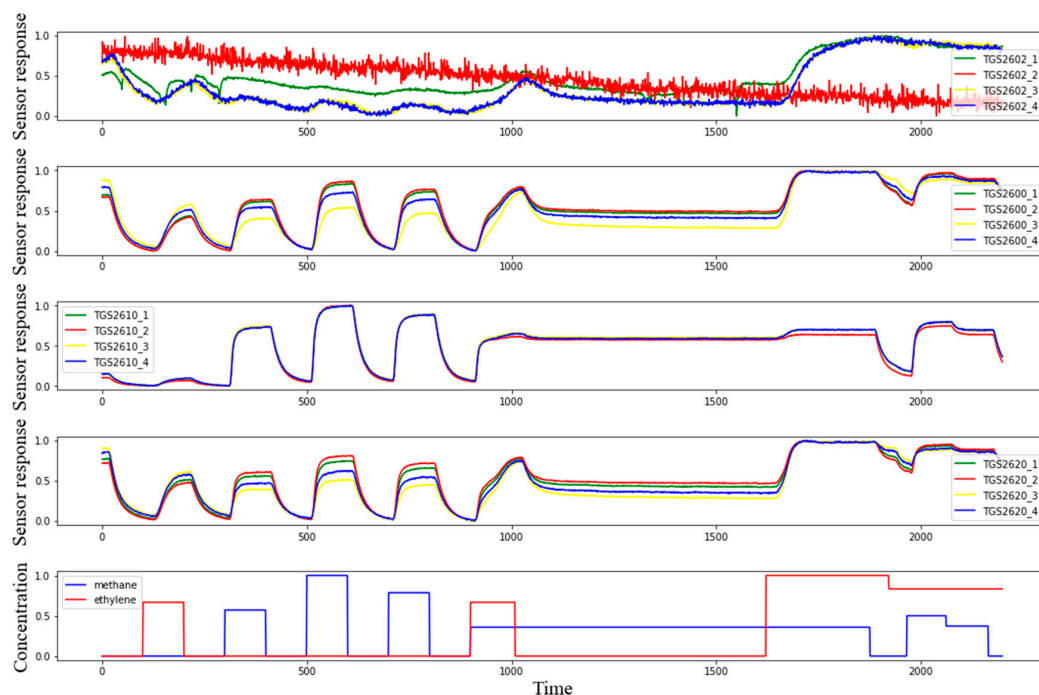 Sensor response
1.0
0.5
0.0
TGS2602_1
TGS2602_2
TGS2602_3
TGS2602_4
0 500 1000 1500 2000
Sensor response
1.0
0.5
0.0
TGS2600_1
TGS2600_2
TGS2600_3
TGS2600_4
0 500 1000 1500 2000
Sensor response
1.0
0.5
0.0
TGS2610_1
TGS2610_2
TGS2610_3
TGS2610_4
0 500 1000 1500 2000
Sensor response
1.0
0.5
0.0
TGS2620_1
TGS2620_2
TGS2620_3
TGS2620_4
0 500 1000 1500 2000
Concentration
1.0
0.5
0.0
methane
ethylene
0 500 1000 1500 2000
Time